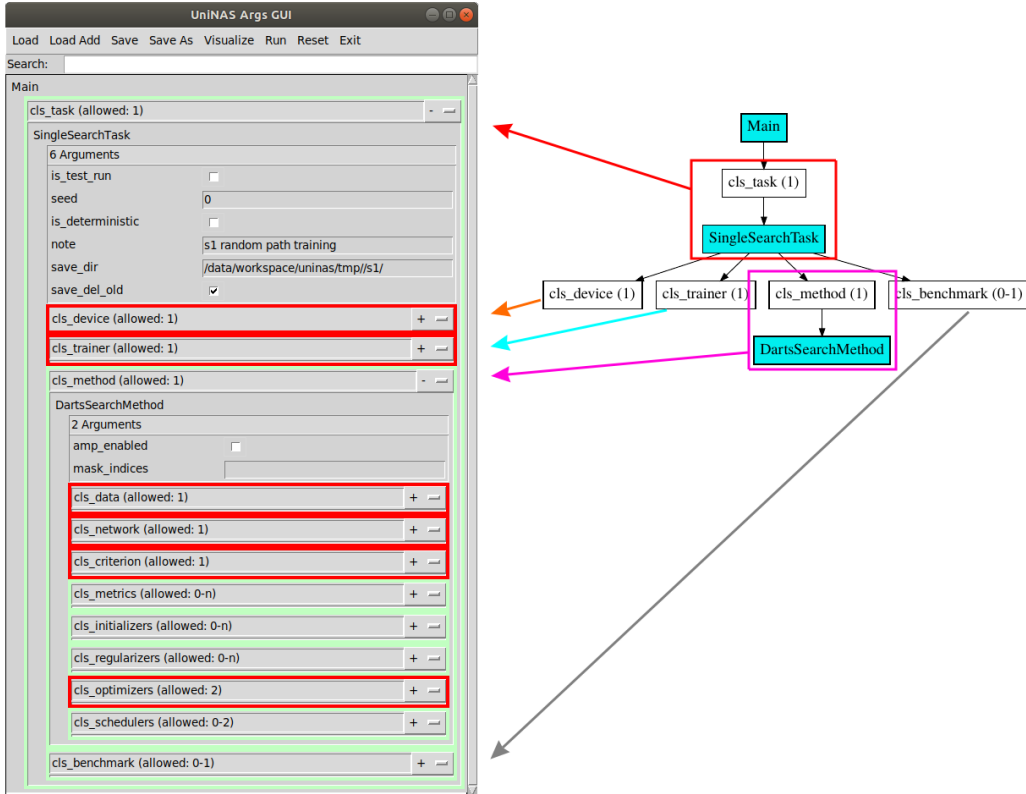 UniNAS Args GUI
Load Load Add Save Save As Visualize Run Reset Exit
Search:
Main
cls_task (allowed: 1) -
SingleSearchTask
6 Arguments
is_test_run
seed 0
is_deterministic
note s1 random path training
save_dir /data/workspace/uninas/tmp//s1/
save_del_old
cls_device (allowed: 1) +
cls_trainer (allowed: 1) +
cls_method (allowed: 1) -
DartsSearchMethod
2 Arguments
amp_enabled
mask_indices
cls_data (allowed: 1) +
cls_network (allowed: 1) +
cls_criterion (allowed: 1) +
cls_metrics (allowed: 0-n) +
cls_initializers (allowed: 0-n) +
cls_regularizers (allowed: 0-n) +
cls_optimizers (allowed: 2) +
cls_schedulers (allowed: 0-2) +
cls_benchmark (allowed: 0-1) +
Main
cls_task (1)
SingleSearchTask
cls_device (1) cls_trainer (1) cls_method (1) cls_benchmark (0-1)
DartsSearchMethod